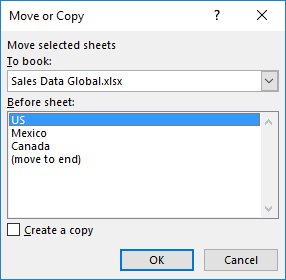 Move or Copy
Move selected sheets
To book:
Sales Data Global.xlsx
Before sheet:
US
Mexico
Canada
(move to end)
Create a copy
OK Cancel